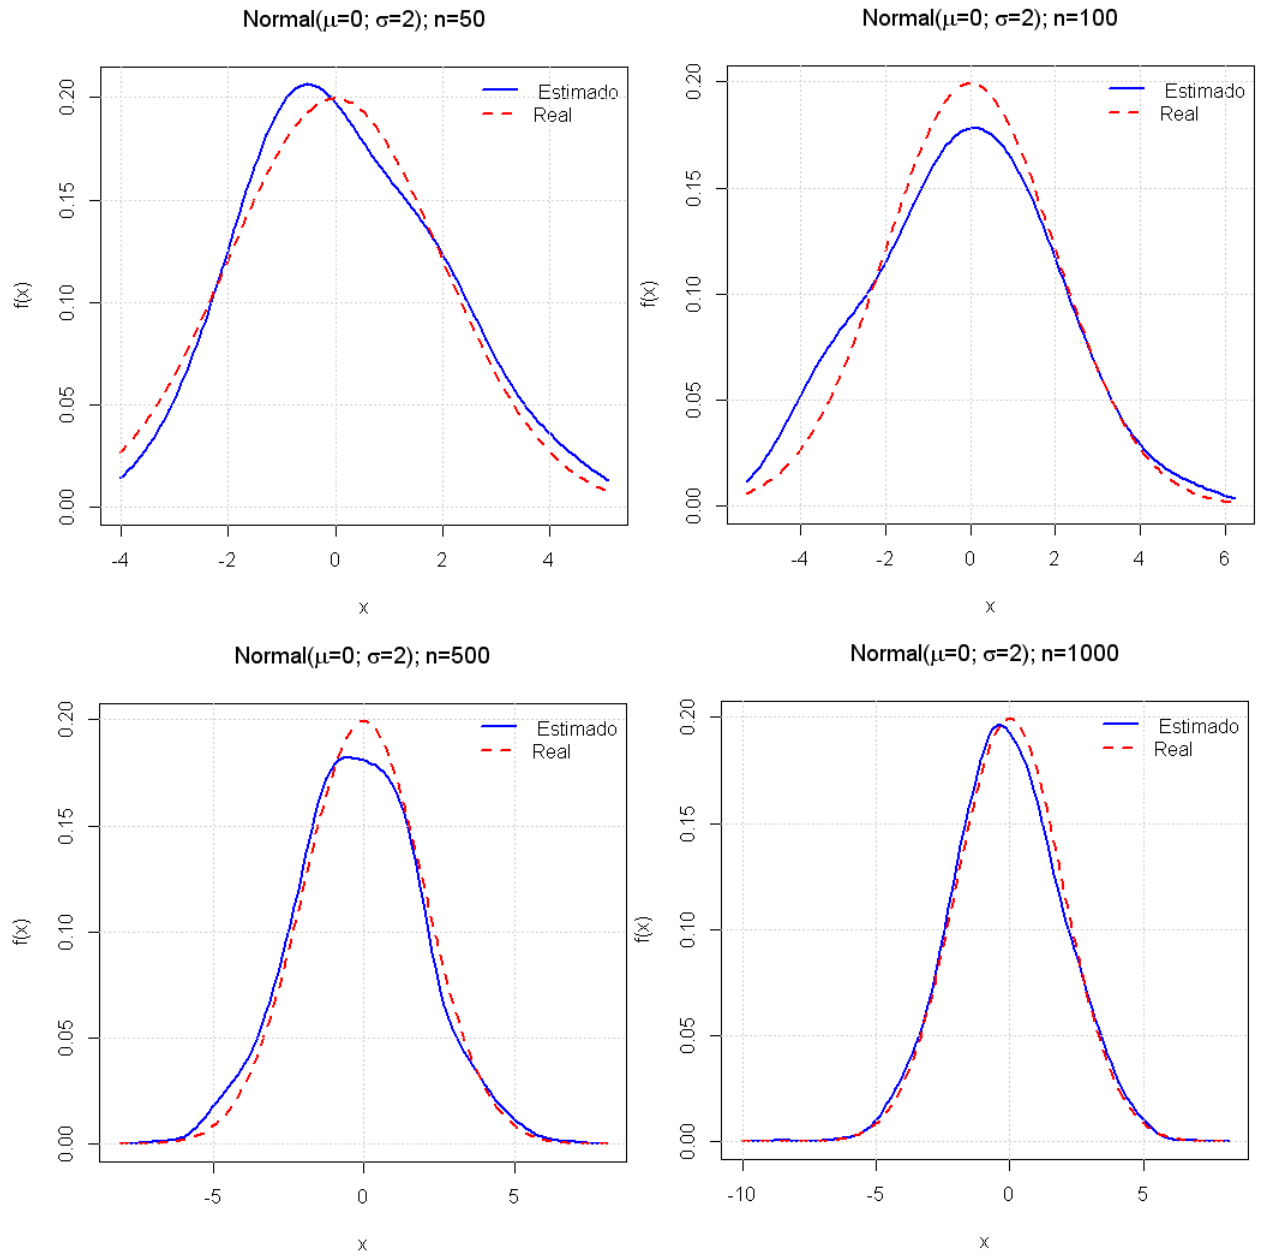 Normal(μ=0; σ=2); n=50
Estimado
Real
f(x)
0.20
0.15
0.10
0.05
0.00
-4 -2 0 2 4
x
Normal(μ=0; σ=2); n=100
Estimado
Real
f(x)
0.20
0.15
0.10
0.05
0.00
-4 -2 0 2 4 6
x
Normal(μ=0; σ=2); n=500
Estimado
Real
f(x)
0.20
0.15
0.10
0.05
0.00
-5 0 5
x
Normal(μ=0; σ=2); n=1000
Estimado
Real
f(x)
0.20
0.15
0.10
0.05
0.00
-10 -5 0 5
x